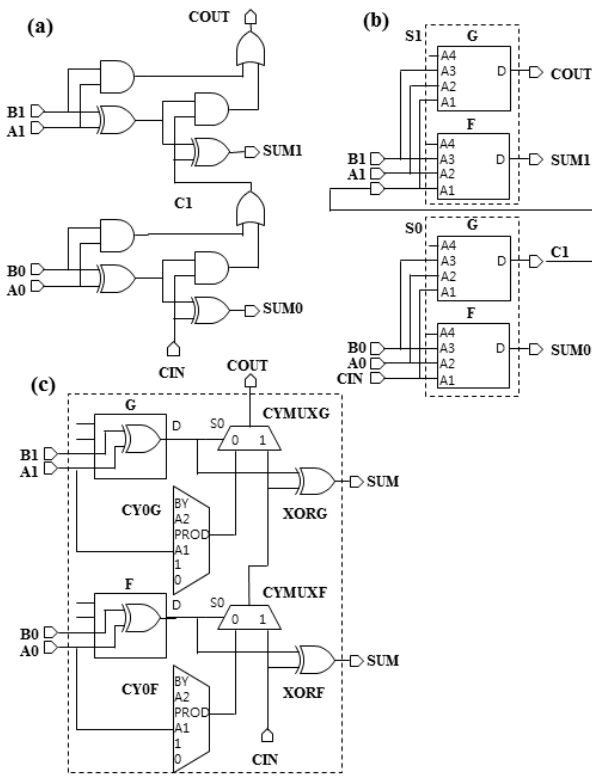 (a)
COUT
B1
A1
SUM1
C1
B0
A0
SUM0
CIN
(b)
S1
G
A4
A3
A2
A1
D
COUT
F
A4
A3
A2
A1
D
B1
A1
SUM1
S0
G
A4
A3
A2
A1
D
C1
F
A4
A3
A2
A1
D
B0
A0
CIN
SUM0
(c)
COUT
G
D
S0
0 1
CYMUXG
B1
A1
SUM
XORG
CY0G
BY
A2
PROD
A1
1
0
F
D
S0
0 1
CYMUXF
B0
A0
SUM
XORF
CY0F
BY
A2
PROD
A1
1
0
CIN